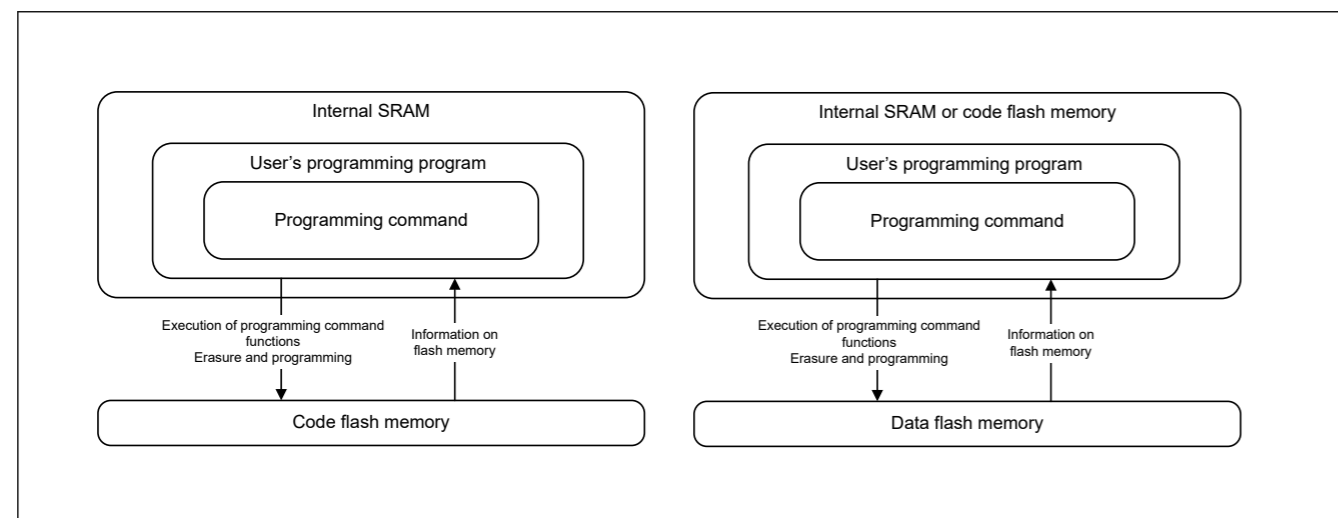 Internal SRAM
User's programming program
Programming command
Execution of programming command
functions
Erasure and programming
Information on
flash memory
Code flash memory
Internal SRAM or code flash memory
User's programming program
Programming command
Execution of programming command
functions
Erasure and programming
Information on
flash memory
Data flash memory